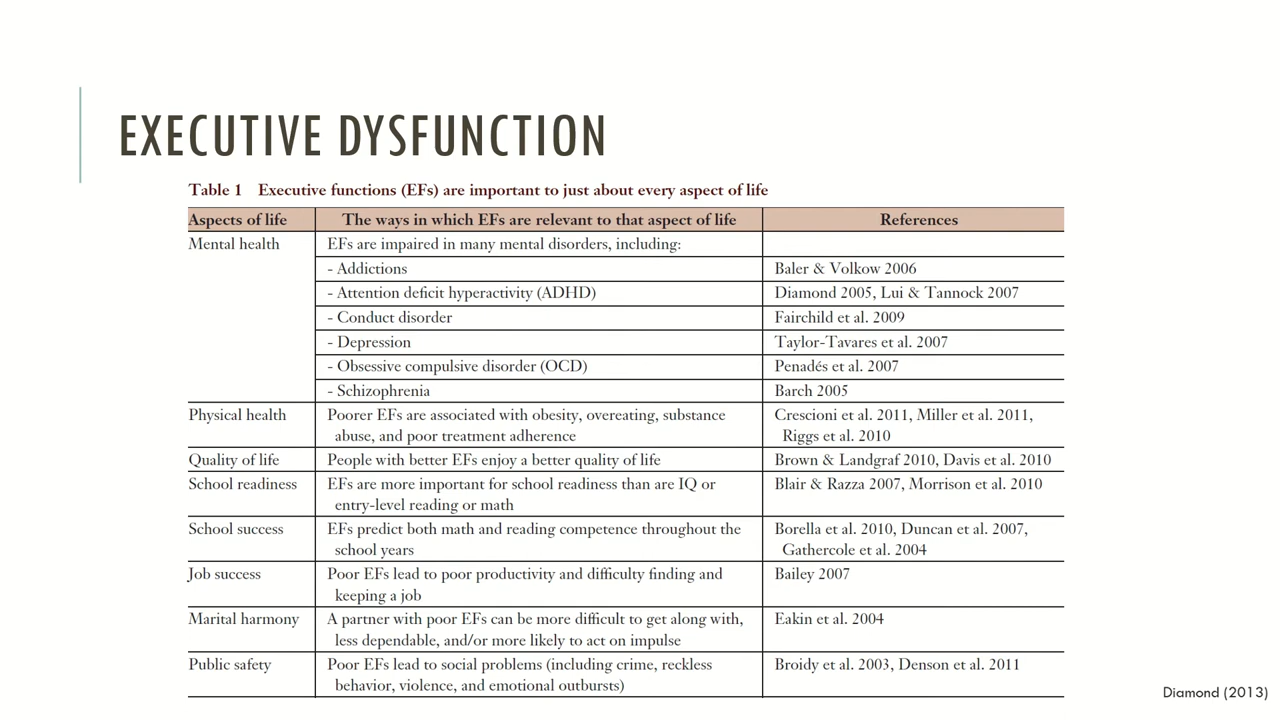 EXECUTIVE DYSFUNCTION
Table 1 Executive functions (EFs) are important to just about every aspect of life
Aspects of life The ways in which EFs are relevant to that aspect of life References
Mental health EFs are impaired in many mental disorders, including:
- Addictions Baler & Volkow 2006
- Attention deficit hyperactivity (ADHD) Diamond 2005, Lui & Tannock 2007
- Conduct disorder Fairchild et al. 2009
- Depression Taylor-Tavares et al. 2007
- Obsessive compulsive disorder (OCD) Penadés et al. 2007
- Schizophrenia Barch 2005
Physical health Poorer EFs are associated with obesity, overeating, substance Crescioni et al. 2011, Miller et al. 2011,
abuse, and poor treatment adherence Riggs et al. 2010
Quality of life People with better EFs enjoy a better quality of life Brown & Landgraf 2010, Davis et al. 2010
School readiness EFs are more important for school readiness than are IQ or Blair & Razza 2007, Morrison et al. 2010
entry-level reading or math
School success EFs predict both math and reading competence throughout the Borella et al. 2010, Duncan et al. 2007,
school years Gathercole et al. 2004
Job success Poor EFs lead to poor productivity and difficulty finding and Bailey 2007
keeping a job
Marital harmony A partner with poor EFs can be more difficult to get along with, Eakin et al. 2004
less dependable, and/or more likely to act on impulse
Public safety Poor EFs lead to social problems (including crime, reckless Broidy et al. 2003, Denson et al. 2011
behavior, violence, and emotional outbursts)
Diamond (2013)